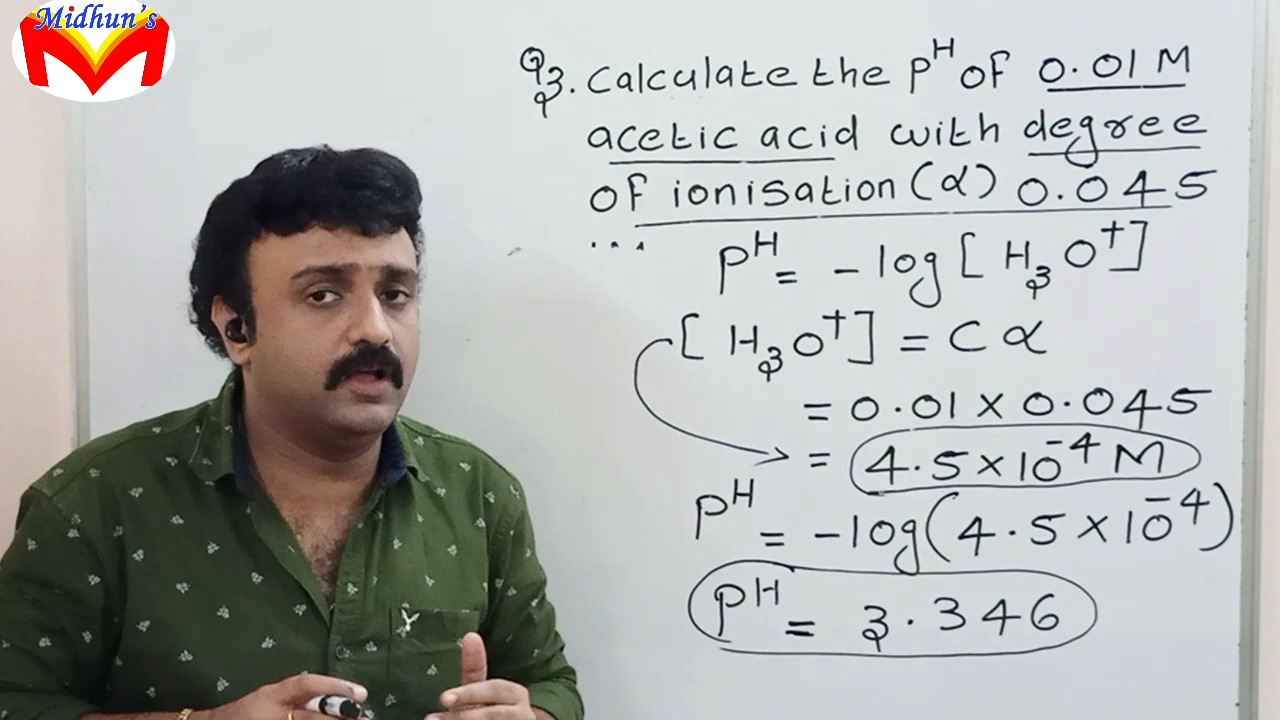 Midhun's
Q3. Calculate the pH of 0.01 M
acetic acid with degree
of ionisation (α) 0.045
... pH = -log [H₃O⁺]
[H₃O⁺] = C α
= 0.01 × 0.045
= 4.5 × 10⁻⁴ M
pH = -log(4.5 × 10⁻⁴)
pH = 3.346